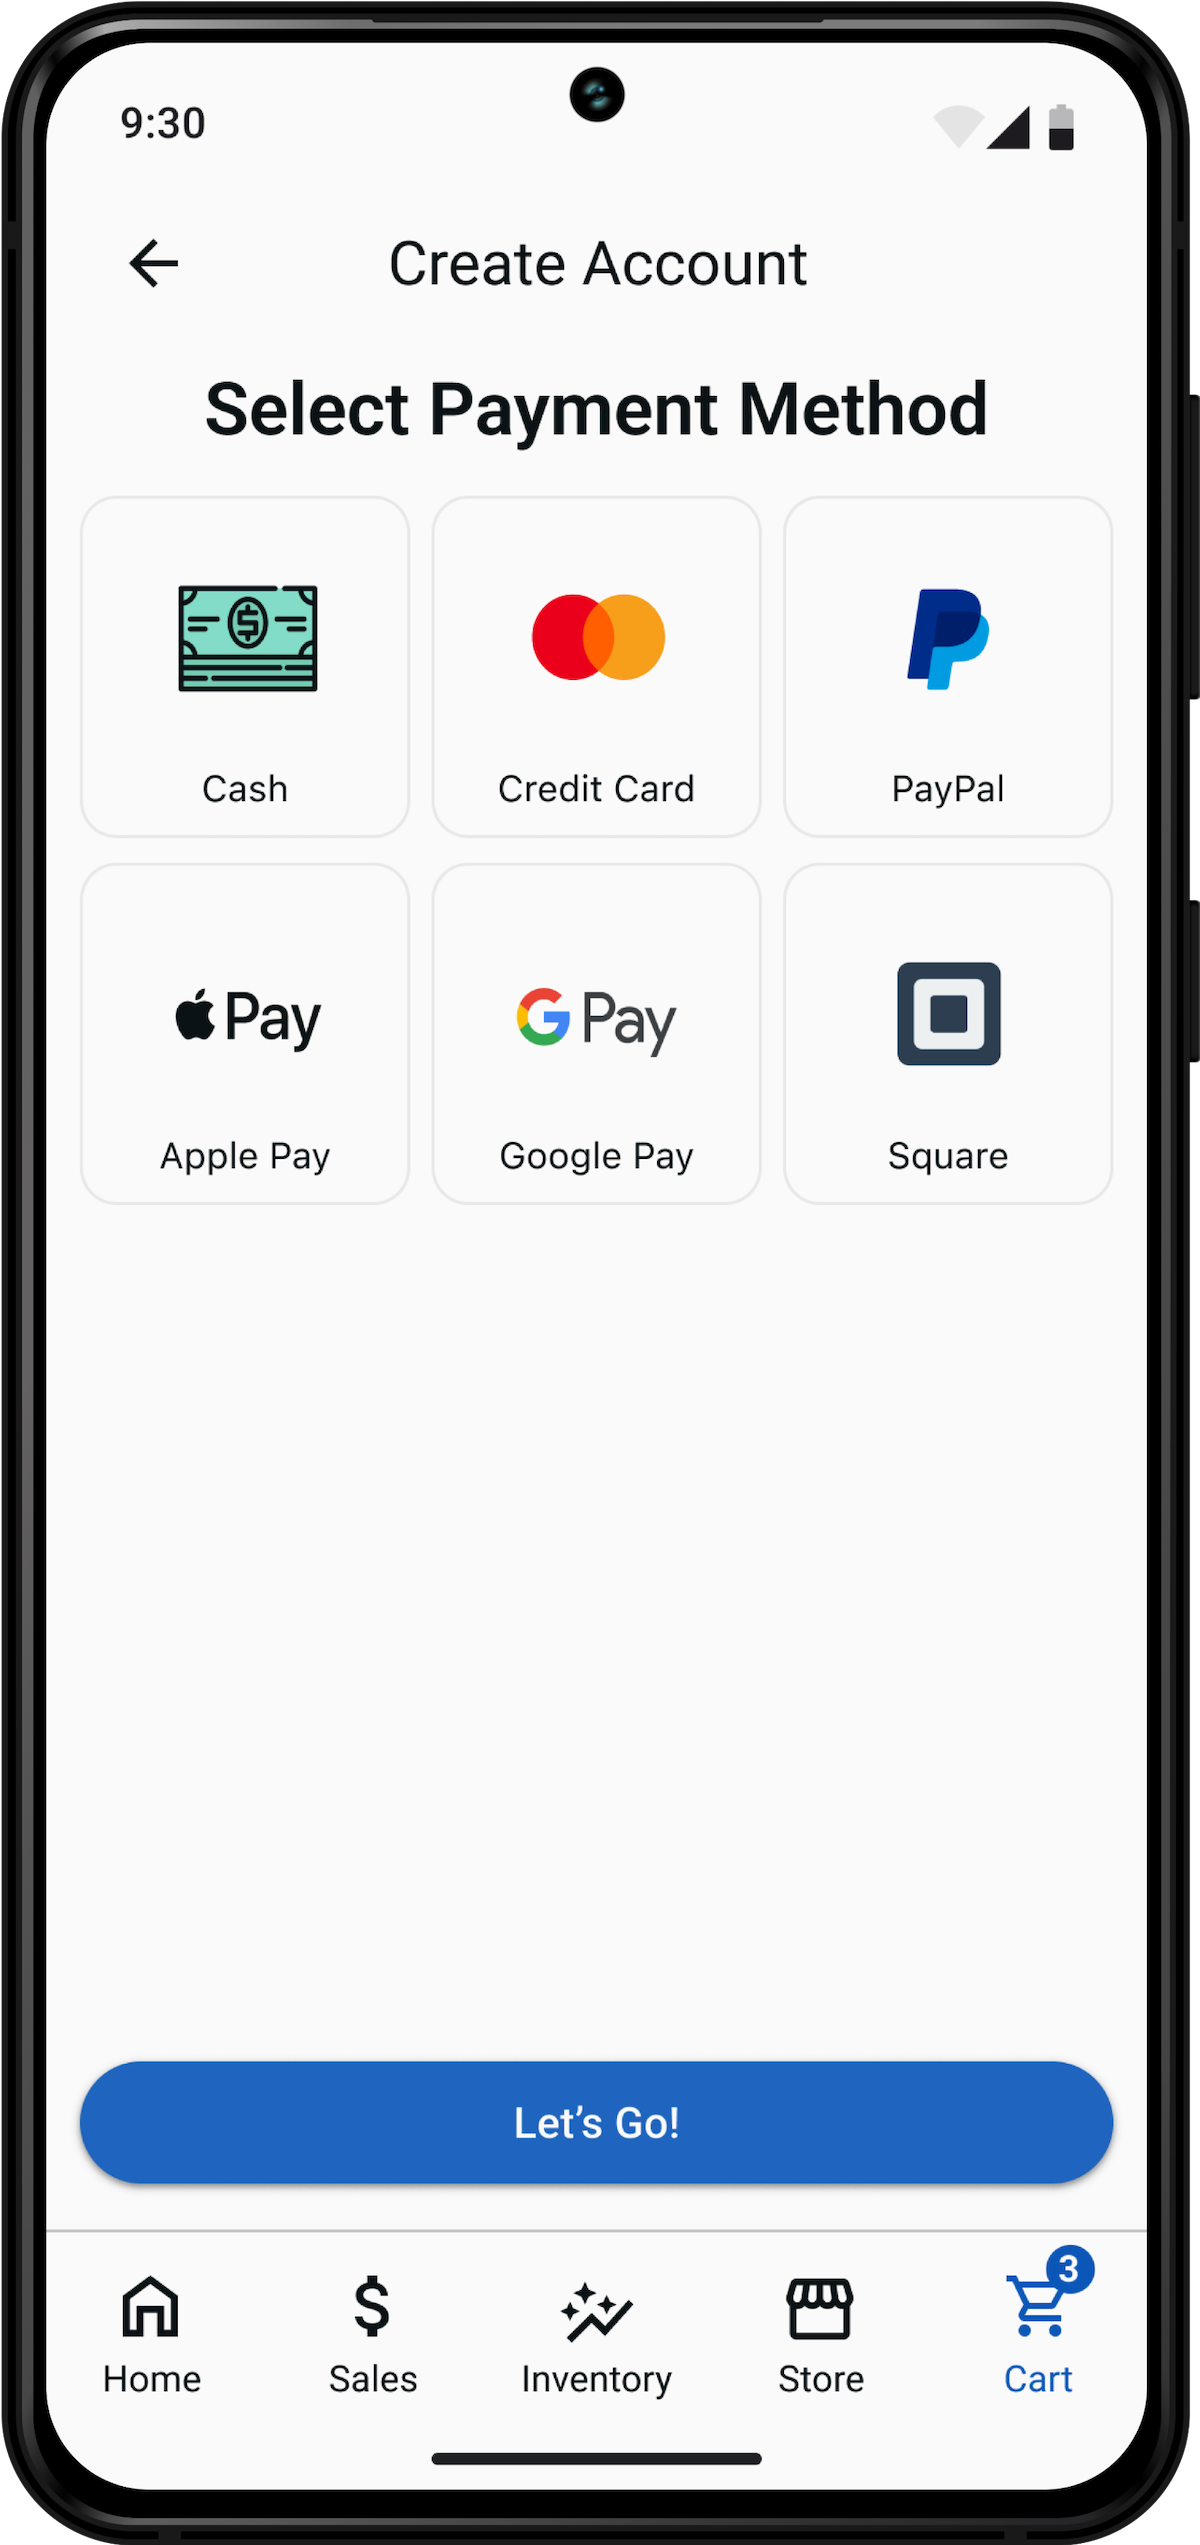 9:30
Create Account
Select Payment Method
$
Cash
Credit Card
PayPal
Pay
Apple Pay
G Pay
Google Pay
Square
Let’s Go!
3
$
Home
Sales
Inventory
Store
Cart